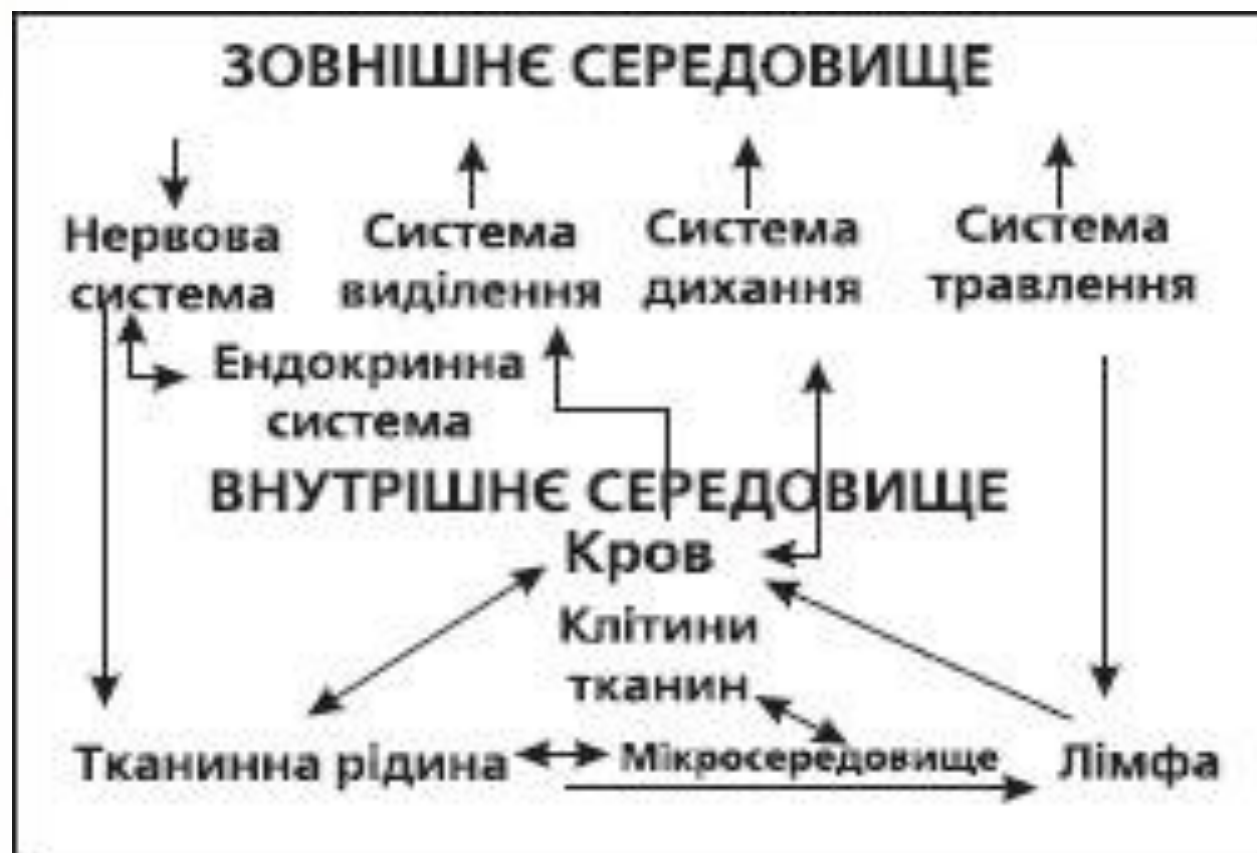 ЗОВНІШНЄ СЕРЕДОВИЩЕ
Нервова
система
Система
виділення
Система
дихання
Система
травлення
Ендокринна
система
ВНУТРІШНЄ СЕРЕДОВИЩЕ
Кров
Клітини
тканин
Тканинна рідина
Мікросередовище
Лімфа